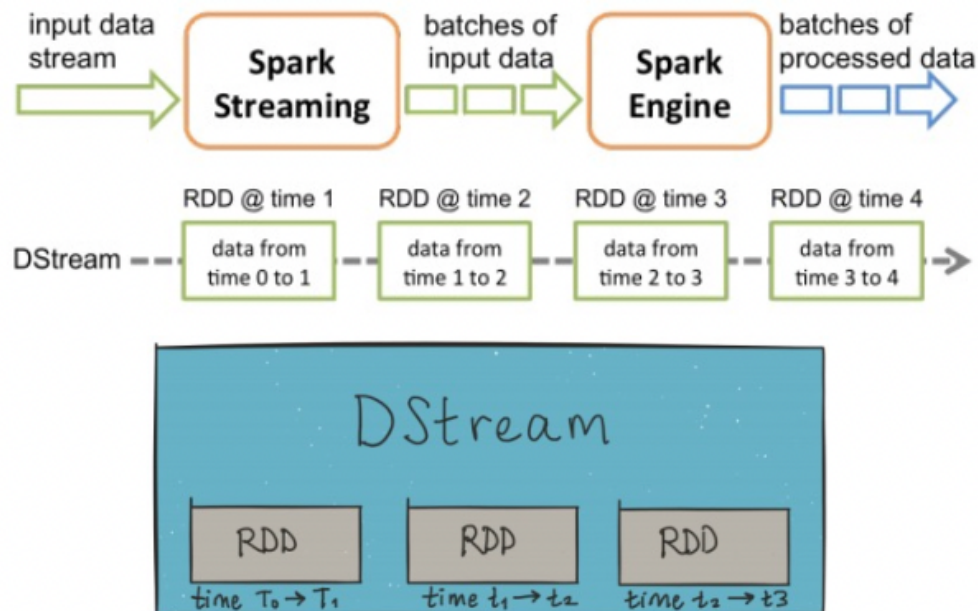 input data
stream
Spark
Streaming
batches of
input data
Spark
Engine
batches of
processed data
RDD @ time 1
RDD @ time 2
RDD @ time 3
RDD @ time 4
DStream
data from
time 0 to 1
data from
time 1 to 2
data from
time 2 to 3
data from
time 3 to 4
DStream
RDD
RDD
RDD
time T₀ → T₁
time t₁ → t₂
time t₂ → t3